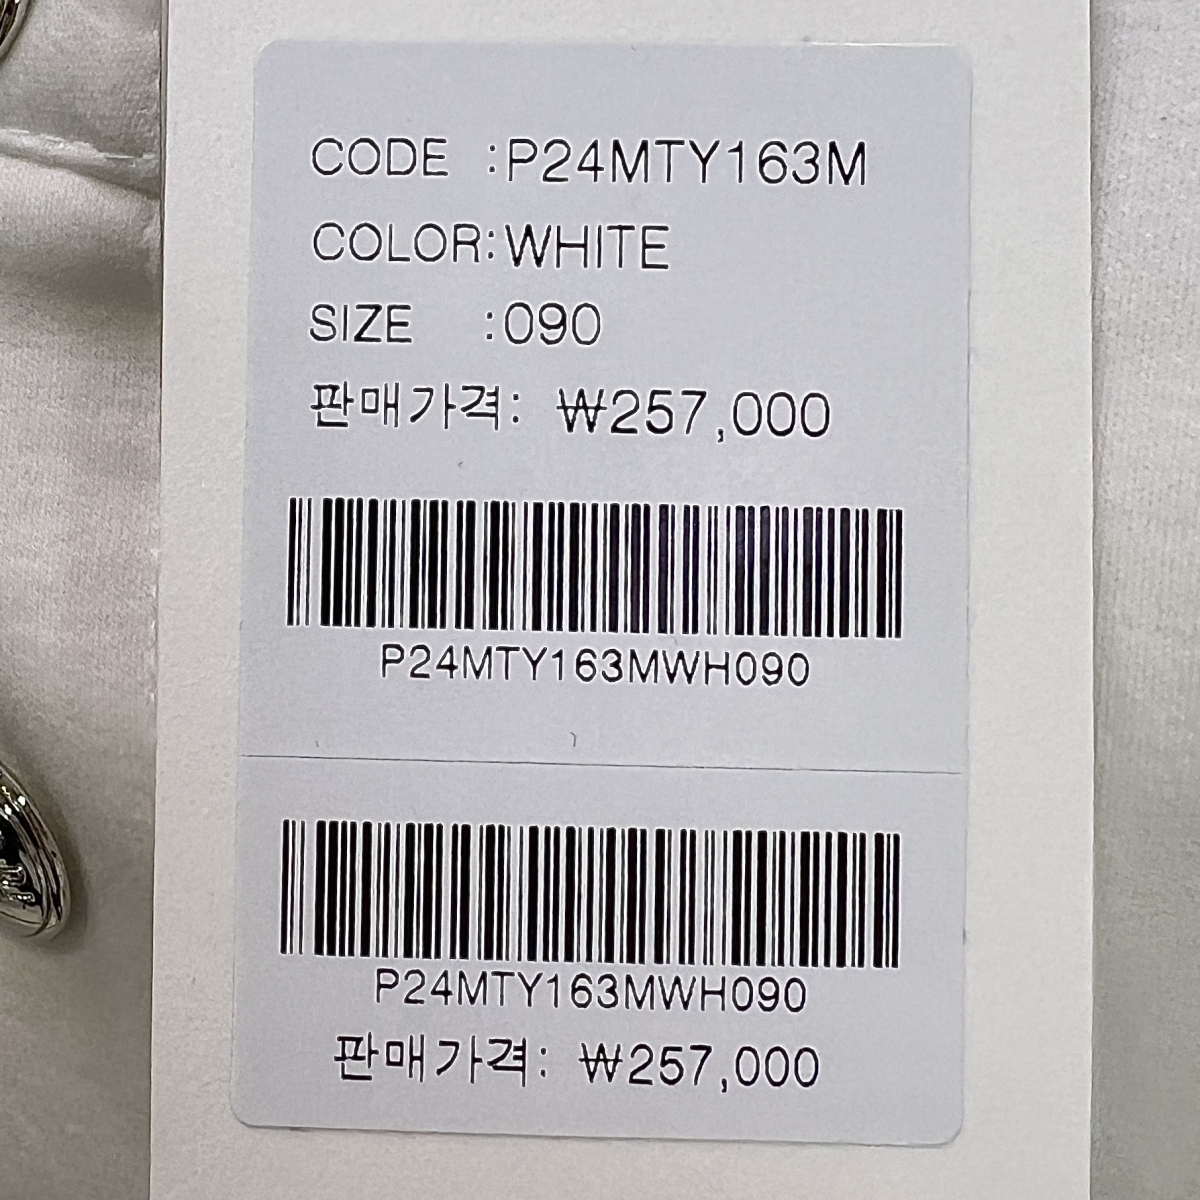 CODE :P24MTY163M
COLOR:WHITE
SIZE :090
판매가격: ₩257,000
P24MTY163MWH090
P24MTY163MWH090
판매가격: ₩257,000